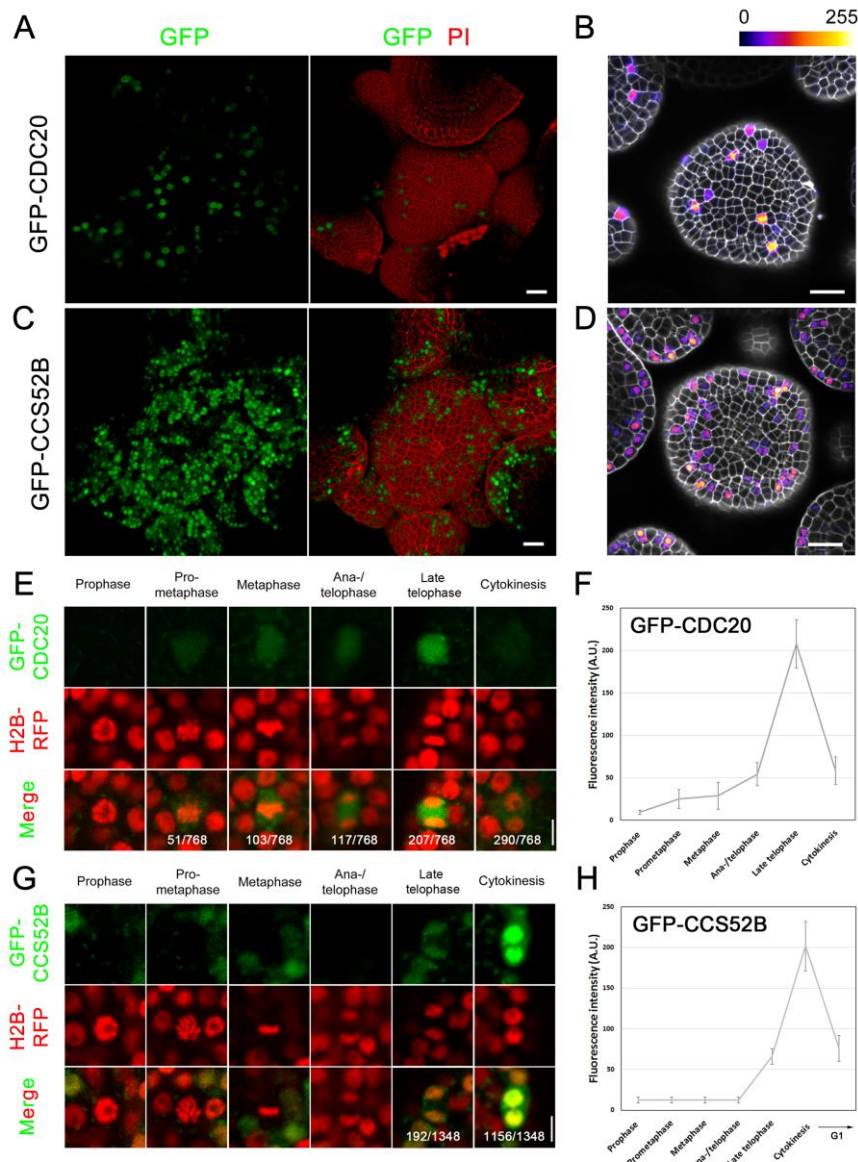 A
GFP
GFP PI
B
0
255
GFP-CDC20
C
D
GFP-CCS52B
E
Prophase
Pro-
metaphase
Metaphase
Ana-/
telophase
Late
telophase
Cytokinesis
GFP-
CDC20
H2B-
RFP
Merge
51/768
103/768
117/768
207/768
290/768
F
GFP-CDC20
Fluorescence intensity (A.U.)
250
200
150
100
50
0
Prophase
Prometaphase
Metaphase
Ana-/telophase
Late telophase
Cytokinesis
G
Prophase
Pro-
metaphase
Metaphase
Ana-/
telophase
Late
telophase
Cytokinesis
GFP-
CCS52B
H2B-
RFP
Merge
192/1348
1156/1348
H
GFP-CCS52B
Fluorescence intensity (A.U.)
250
200
150
100
50
0
Prophase
Prometaphase
Metaphase
Ana-/telophase
Late telophase
Cytokinesis
G1